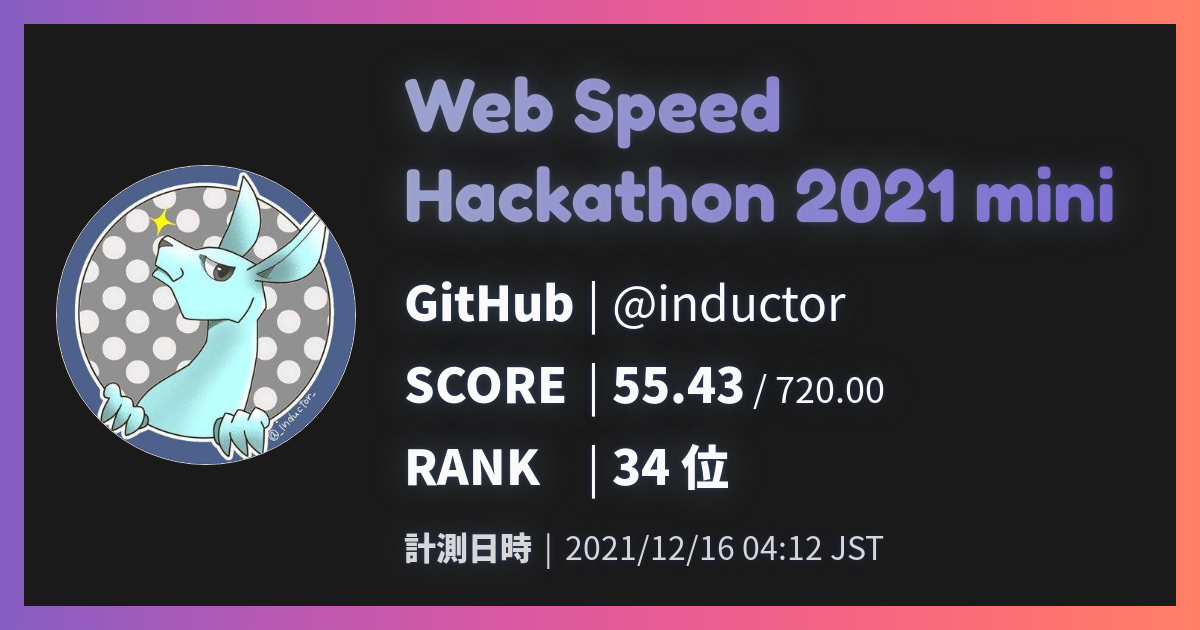 Web Speed
Hackathon 2021 mini
GitHub | @inductor
SCORE | 55.43 / 720.00
RANK | 34 位
計測日時 | 2021/12/16 04:12 JST
@_inductor_